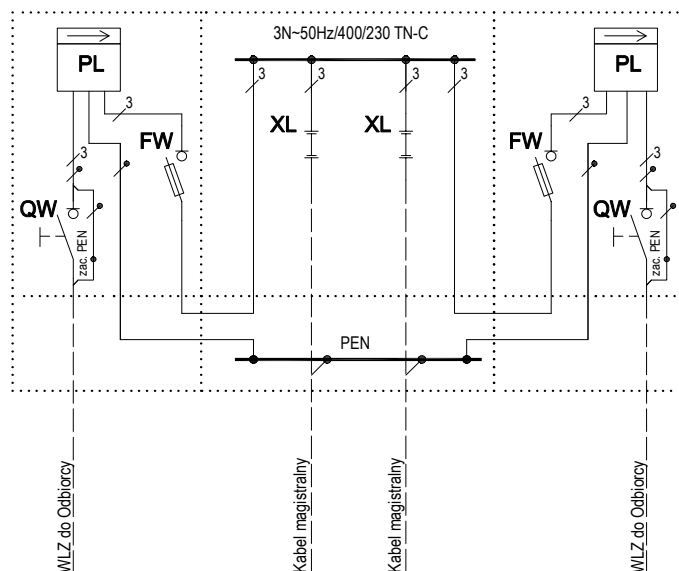 3N~50Hz/400/230 TN-C
PL
PL
3
3
3
3
3
3
XL
XL
FW
FW
3
3
QW
QW
zac. PEN
zac. PEN
PEN
WLZ do Odbiorcy
Kabel magistralny
Kabel magistralny
WLZ do Odbiorcy